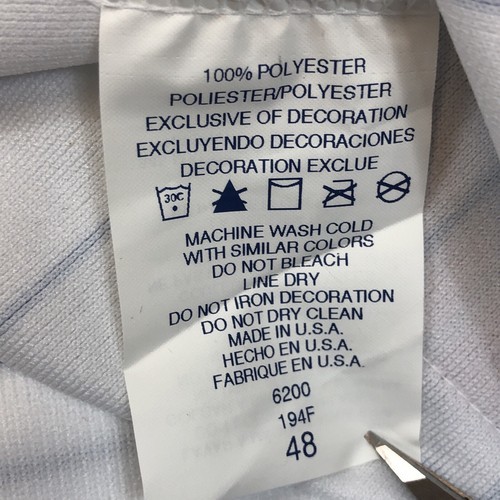 100% POLYESTER
POLIESTER/POLYESTER
EXCLUSIVE OF DECORATION
EXCLUYENDO DECORACIONES
DECORATION EXCLUE
30C
MACHINE WASH COLD
WITH SIMILAR COLORS
DO NOT BLEACH
LINE DRY
DO NOT IRON DECORATION
DO NOT DRY CLEAN
MADE IN U.S.A.
HECHO EN U.S.A.
FABRIQUE EN U.S.A.
6200
194F
48